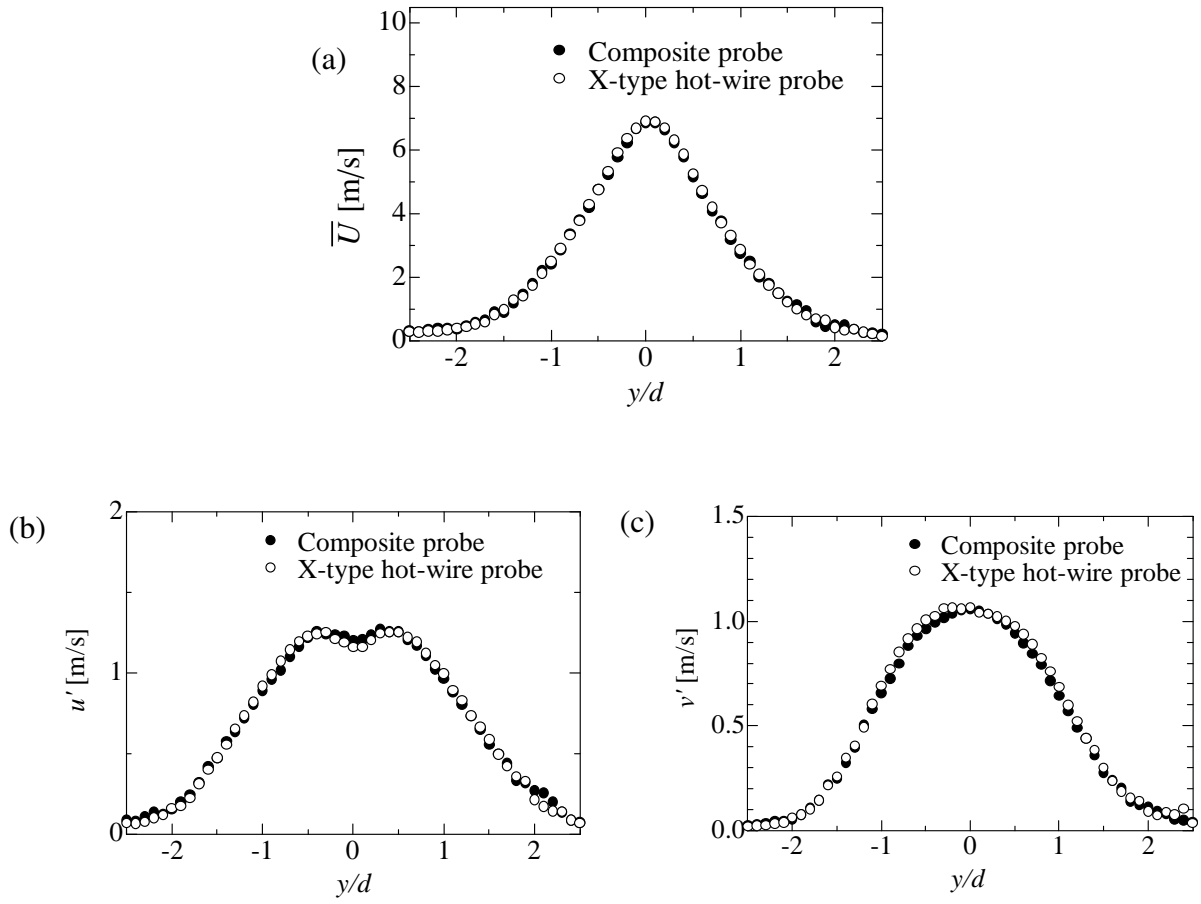 (a)
10
8
6
4
2
0
U [m/s]
Composite probe
X-type hot-wire probe
-2 -1 0 1 2
y/d
(b)
2
1
0
u′ [m/s]
Composite probe
X-type hot-wire probe
-2 -1 0 1 2
y/d
(c)
1.5
1.0
0.5
0.0
v′ [m/s]
Composite probe
X-type hot-wire probe
-2 -1 0 1 2
y/d